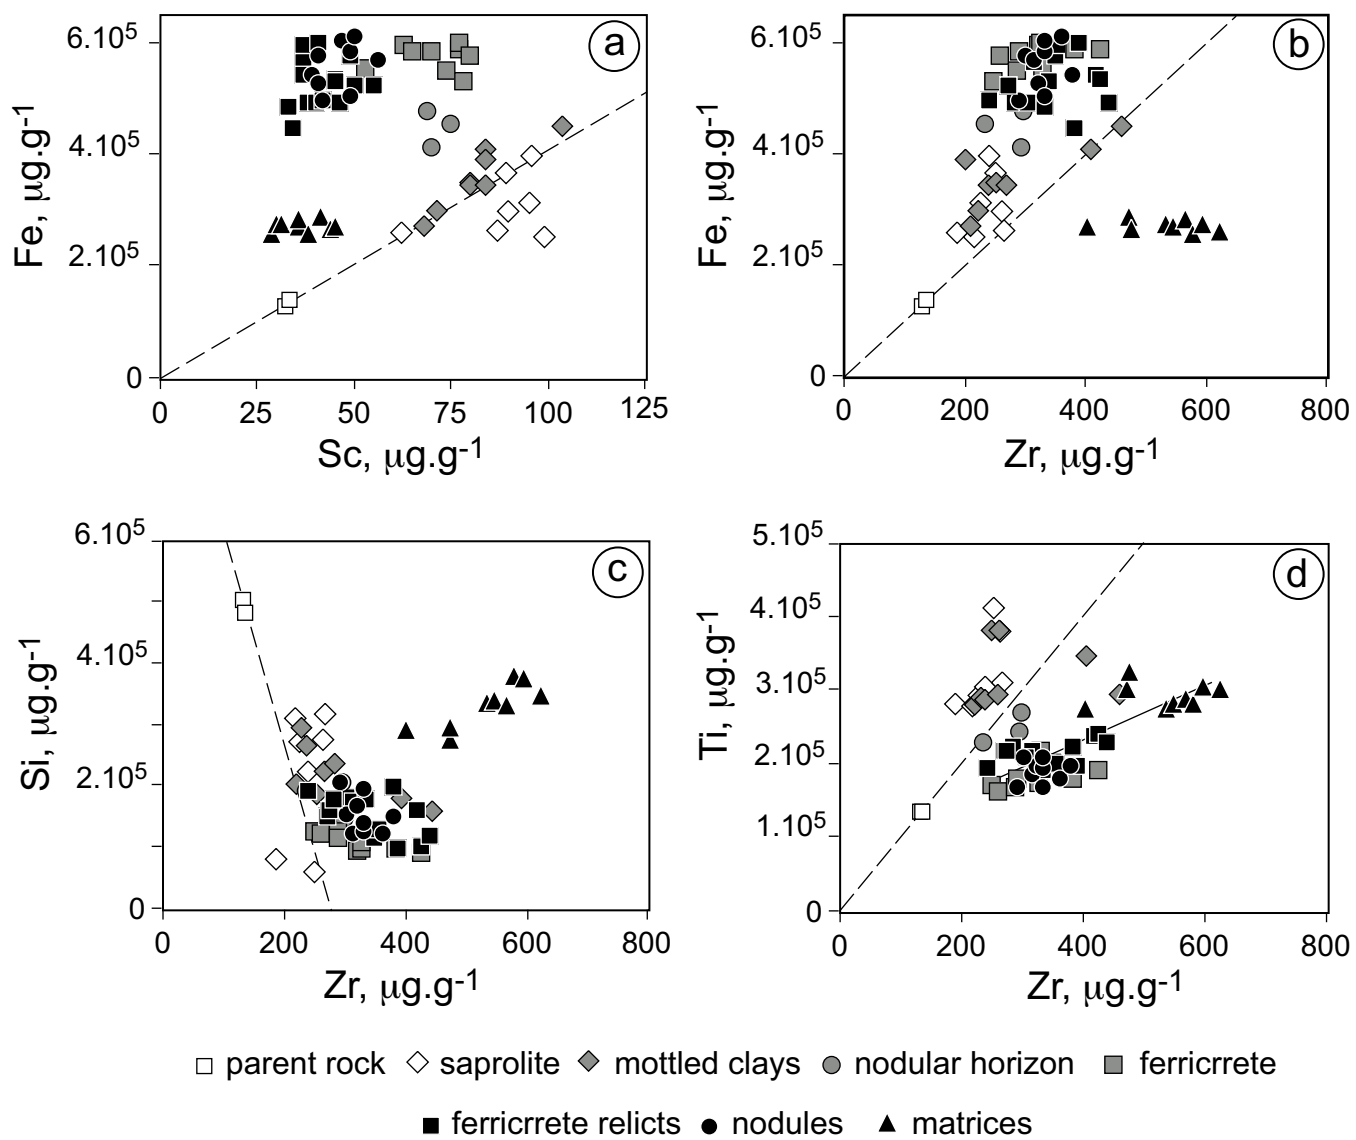 a
6.10⁵
4.10⁵
2.10⁵
0
Fe, µg.g⁻¹
0 25 50 75 100 125
Sc, µg.g⁻¹
b
6.10⁵
4.10⁵
2.10⁵
0
Fe, µg.g⁻¹
0 200 400 600 800
Zr, µg.g⁻¹
c
6.10⁵
4.10⁵
2.10⁵
0
Si, µg.g⁻¹
0 200 400 600 800
Zr, µg.g⁻¹
d
5.10⁵
4.10⁵
3.10⁵
2.10⁵
1.10⁵
0
Ti, µg.g⁻¹
0 200 400 600 800
Zr, µg.g⁻¹
parent rock saprolite mottled clays nodular horizon ferricrrete
ferricrrete relicts nodules matrices